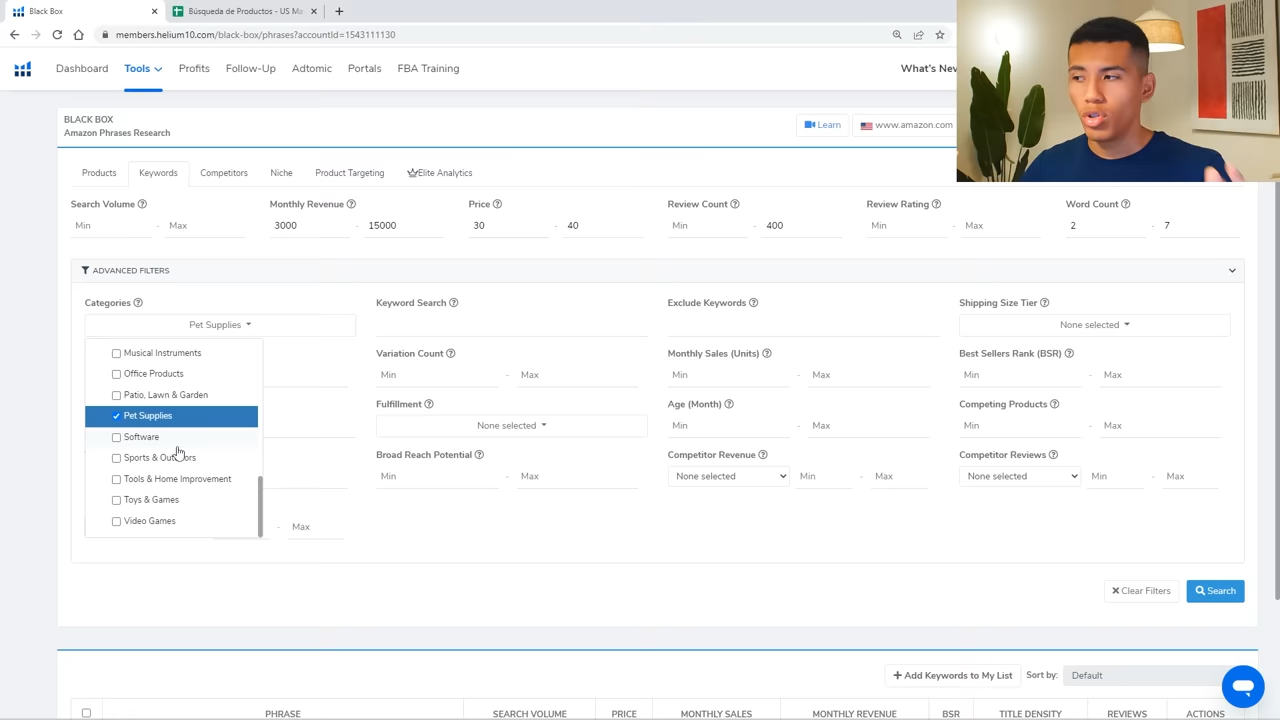 Black Box
Búsqueda de Productos - US Ma
members.helium10.com/black-box/phrases?accountId=1543111130
Dashboard Tools Profits Follow-Up Adtomic Portals FBA Training What's New
BLACK BOX
Amazon Phrases Research
Learn www.amazon.com
Products Keywords Competitors Niche Product Targeting Elite Analytics
Search Volume Monthly Revenue Price Review Count Review Rating Word Count
Min - Max 3000 - 15000 30 - 40 Min - 400 Min - Max 2 - 7
ADVANCED FILTERS
Categories Keyword Search Exclude Keywords Shipping Size Tier
Pet Supplies None selected
Musical Instruments
Office Products
Patio, Lawn & Garden
Pet Supplies
Software
Sports & Outdoors
Tools & Home Improvement
Toys & Games
Video Games
Variation Count Monthly Sales (Units) Best Sellers Rank (BSR)
Min - Max Min - Max Min - Max
Fulfillment Age (Month) Competing Products
None selected Min - Max Min - Max
Broad Reach Potential Competitor Revenue Competitor Reviews
Min - Max None selected Min - Max None selected Min - Max
- Max
Clear Filters Search
+ Add Keywords to My List Sort by: Default
PHRASE SEARCH VOLUME PRICE MONTHLY SALES MONTHLY REVENUE BSR TITLE DENSITY REVIEWS ACTIONS